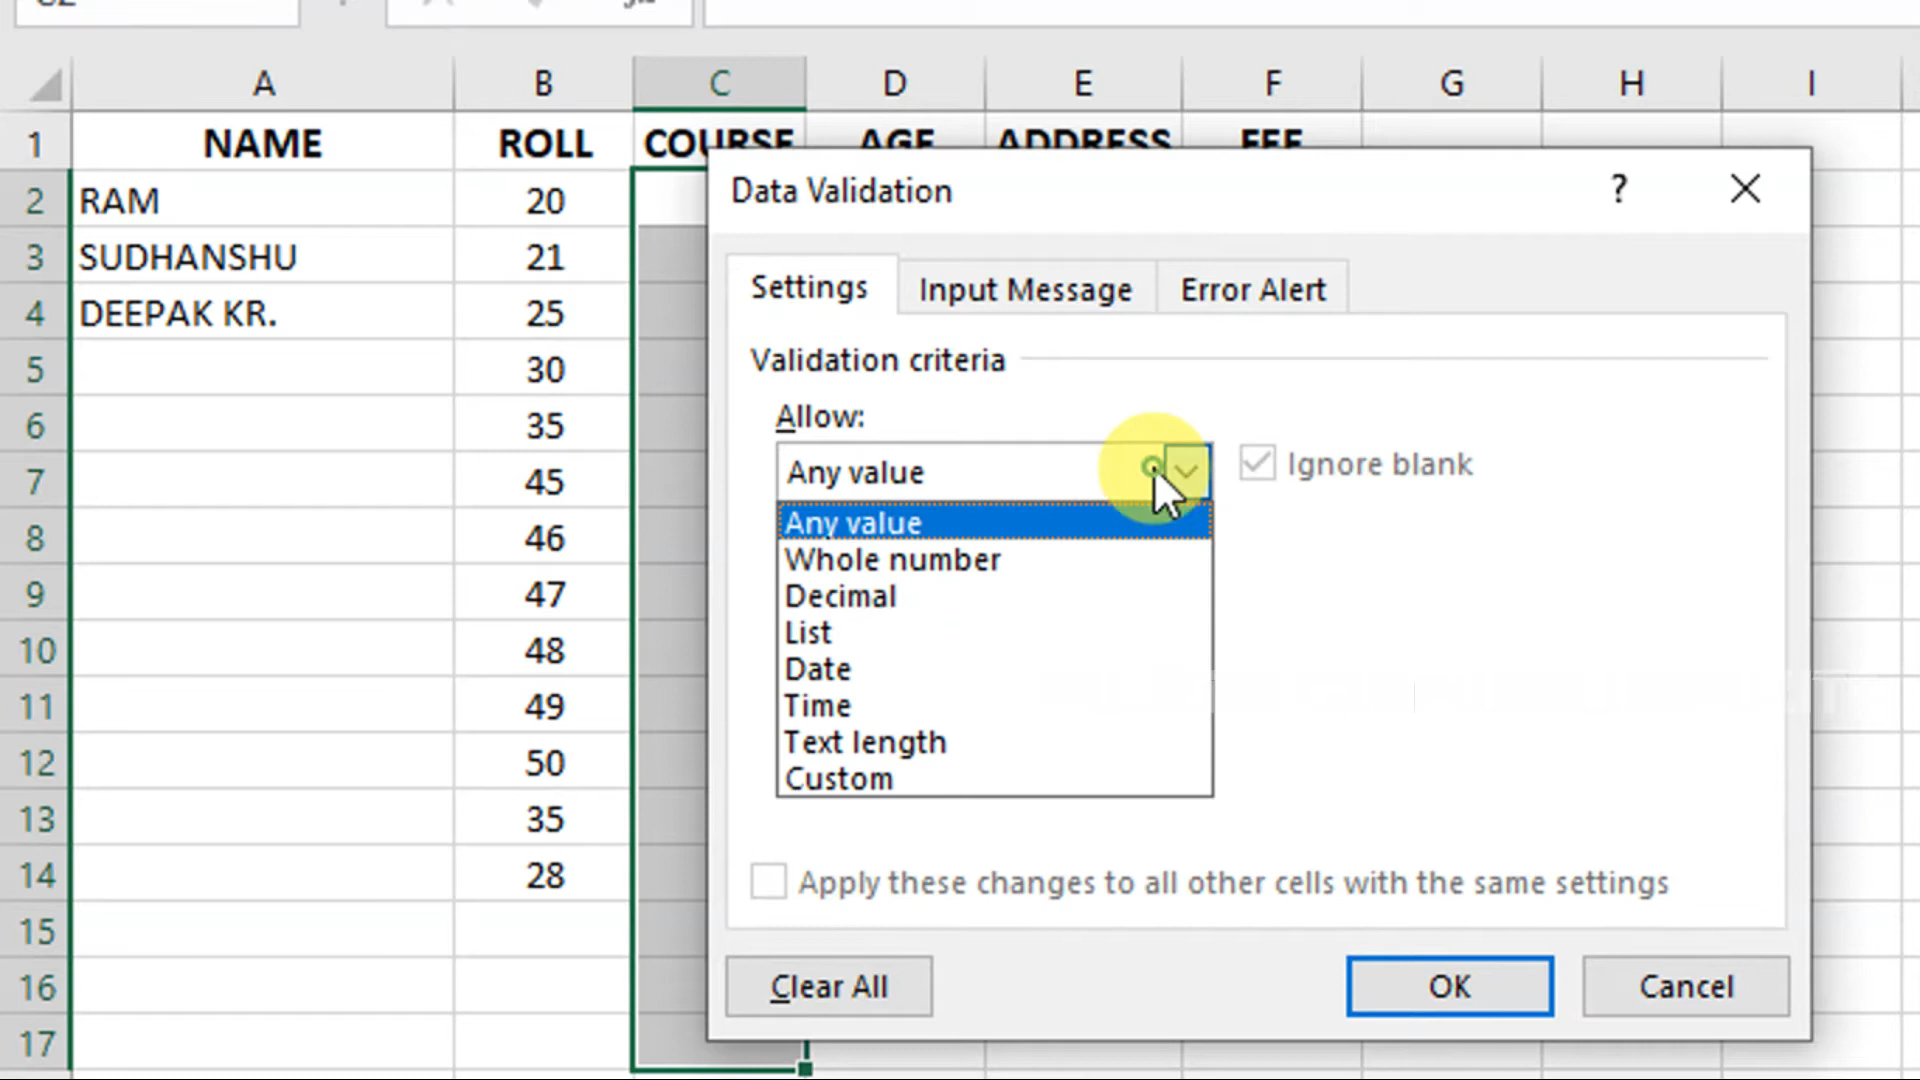 A B C D E F G H I
1 NAME ROLL COURSE AGE ADDRESS FEE
2 RAM 20
3 SUDHANSHU 21
4 DEEPAK KR. 25
5 30
6 35
7 45
8 46
9 47
10 48
11 49
12 50
13 35
14 28
15
16
17
Data Validation ?
Settings Input Message Error Alert
Validation criteria
Allow:
Any value Ignore blank
Any value
Whole number
Decimal
List
Date
Time
Text length
Custom
Apply these changes to all other cells with the same settings
Clear All OK Cancel